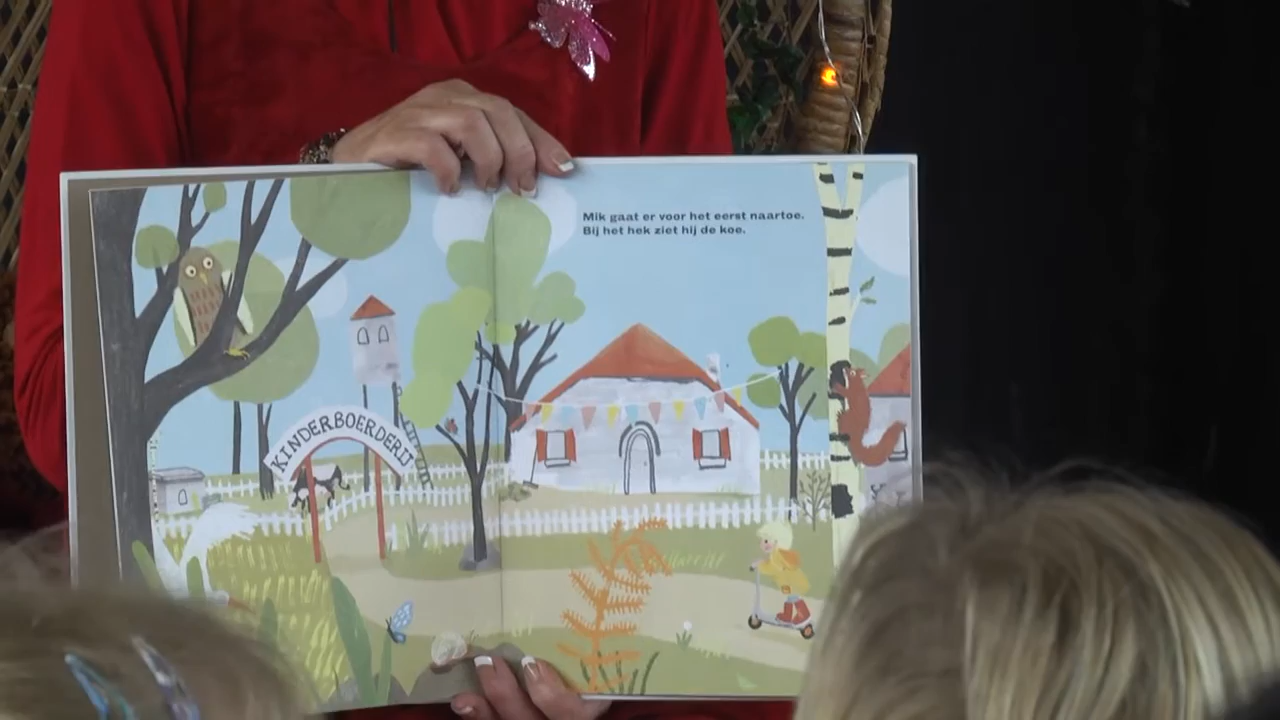 Mik gaat er voor het eerst naartoe.
Bij het hek ziet hij de koe.
KINDERBOERDERIJ